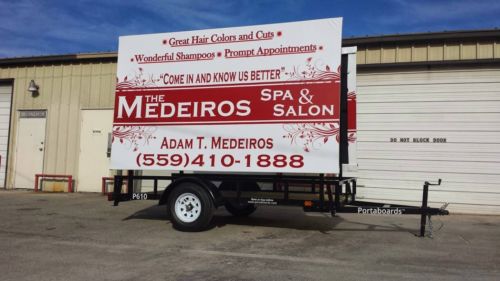 Great Hair Colors and Cuts
Wonderful Shampoos • Prompt Appointments
"COME IN AND KNOW US BETTER"
THE MEDEIROS SPA & SALON
ADAM T. MEDEIROS
(559)410-1888
DO NOT BLOCK DOOR
P610
Portaboards